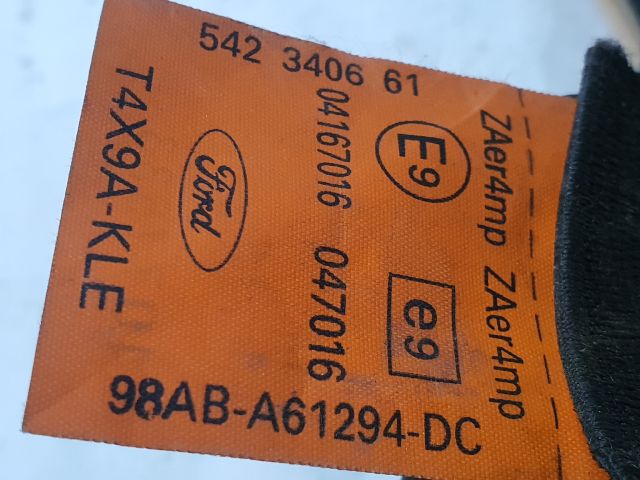 542 3406 61
T4X9A-KLE
Ford
04167016 047016
E9 e9
ZAer4mp ZAer4mp
98AB-A61294-DC